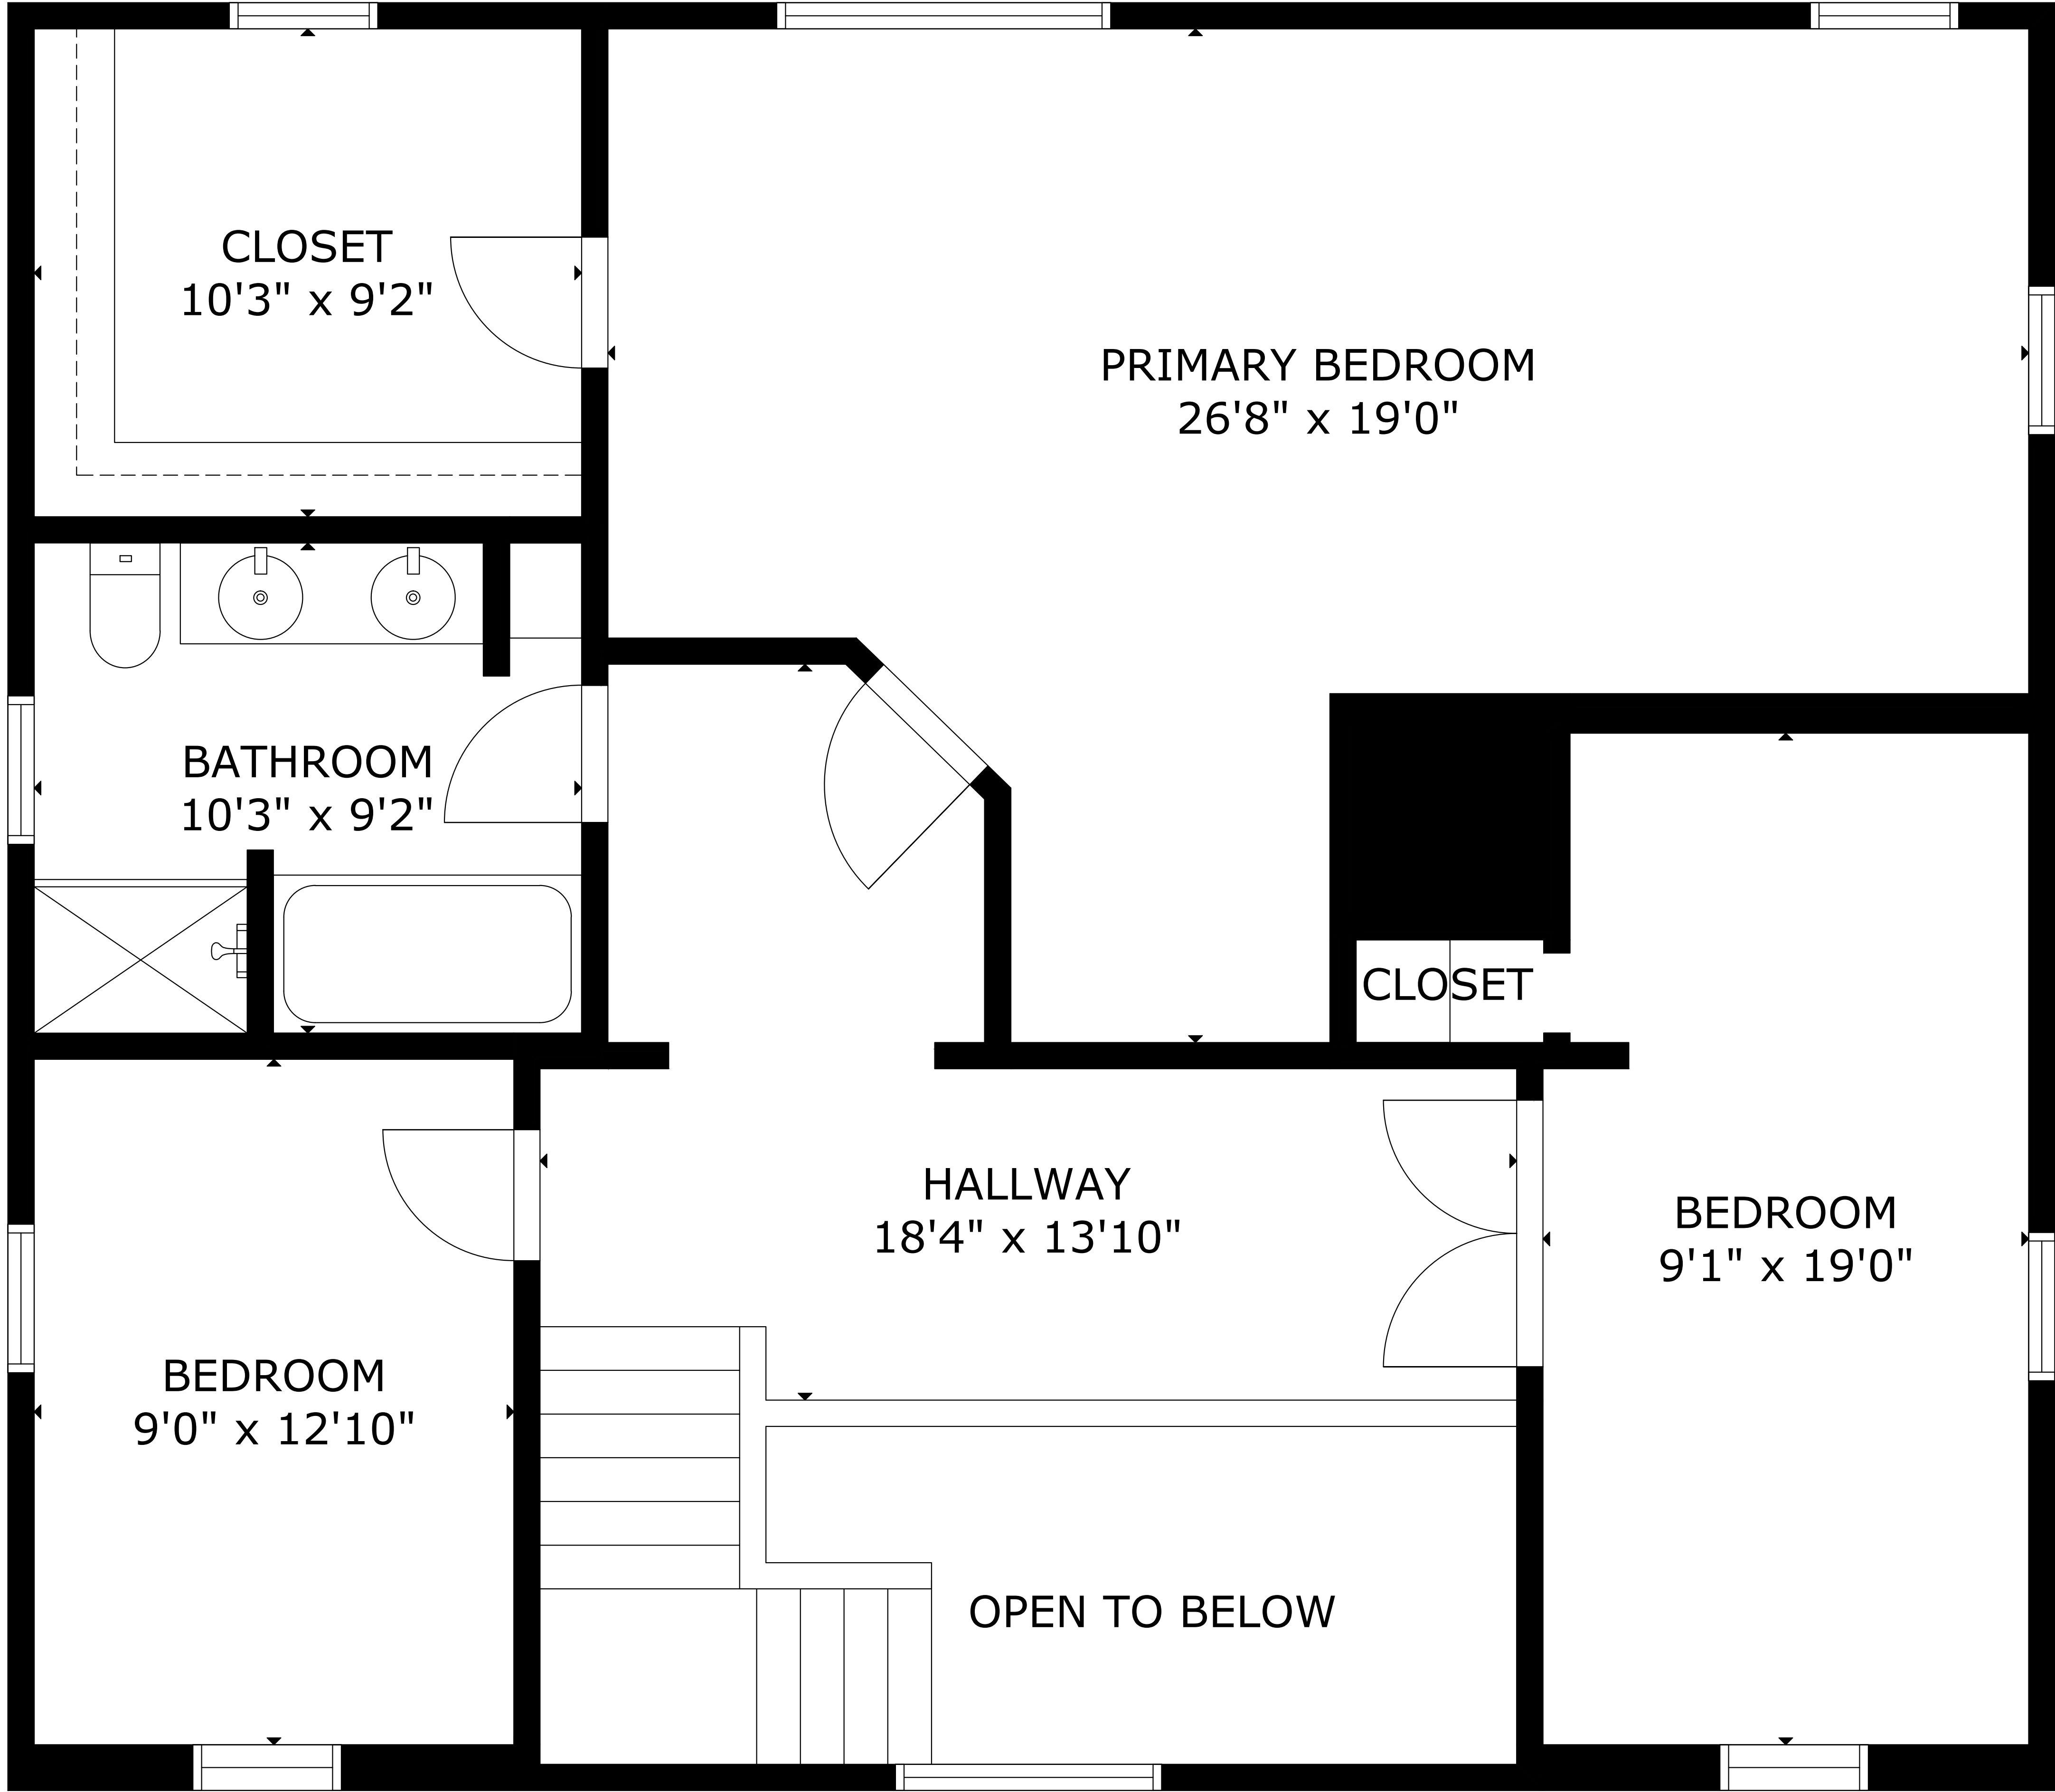 CLOSET
10'3" x 9'2"
PRIMARY BEDROOM
26'8" x 19'0"
BATHROOM
10'3" x 9'2"
CLOSET
HALLWAY
18'4" x 13'10"
BEDROOM
9'1" x 19'0"
BEDROOM
9'0" x 12'10"
OPEN TO BELOW